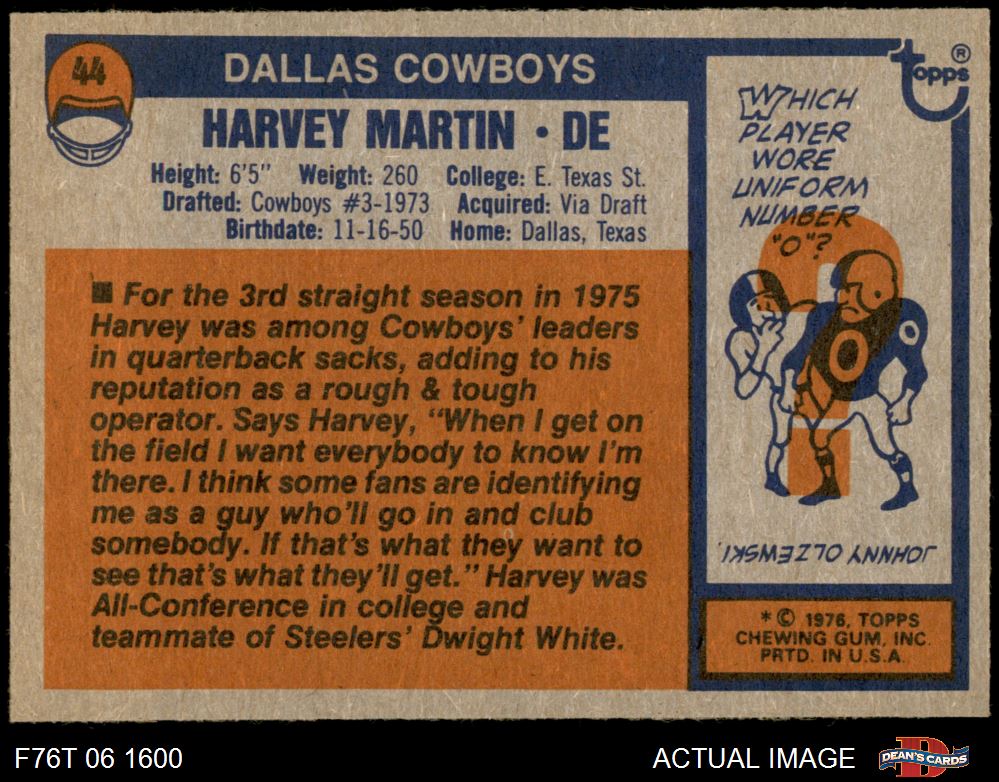 44
DALLAS COWBOYS
HARVEY MARTIN • DE
Height: 6'5" Weight: 260 College: E. Texas St.
Drafted: Cowboys #3-1973 Acquired: Via Draft
Birthdate: 11-16-50 Home: Dallas, Texas
■ For the 3rd straight season in 1975
Harvey was among Cowboys' leaders
in quarterback sacks, adding to his
reputation as a rough & tough
operator. Says Harvey, "When I get on
the field I want everybody to know I'm
there. I think some fans are identifying
me as a guy who'll go in and club
somebody. If that's what they want to
see that's what they'll get." Harvey was
All-Conference in college and
teammate of Steelers' Dwight White.
topps ®
WHICH
PLAYER
WORE
UNIFORM
NUMBER
"O"?
?
O
O
JOHNNY OLZEWSKI.
* © 1976, TOPPS
CHEWING GUM, INC.
PRTD. IN U.S.A.
F76T 06 1600
ACTUAL IMAGE
DEAN'S CARDS